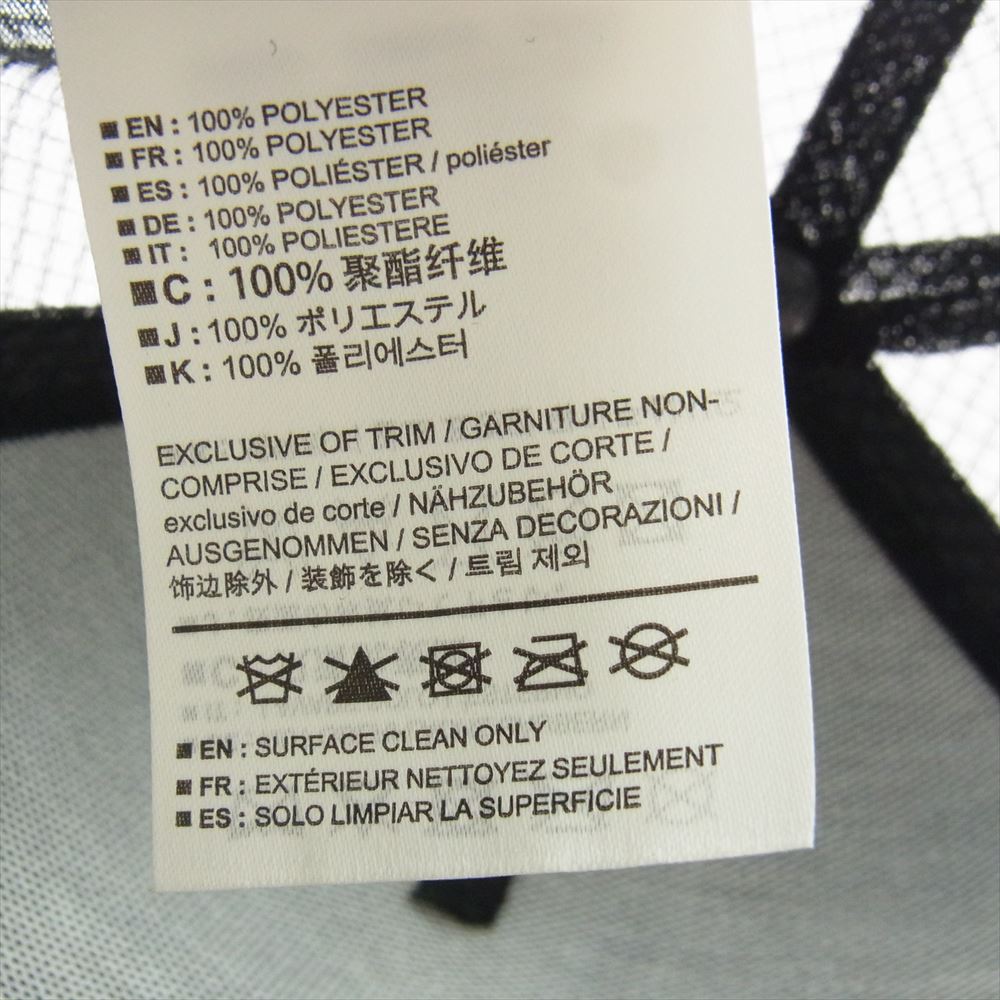 EN : 100% POLYESTER
FR : 100% POLYESTER
ES : 100% POLIÉSTER / poliéster
DE : 100% POLYESTER
IT : 100% POLIESTERE
C : 100% 聚酯纤维
J : 100% ポリエステル
K : 100% 폴리에스터
EXCLUSIVE OF TRIM / GARNITURE NON-
COMPRISE / EXCLUSIVO DE CORTE /
exclusivo de corte / NÄHZUBEHÖR
AUSGENOMMEN / SENZA DECORAZIONI /
饰边除外 / 装飾を除く / 트림 제외
EN : SURFACE CLEAN ONLY
FR : EXTÉRIEUR NETTOYEZ SEULEMENT
ES : SOLO LIMPIAR LA SUPERFICIE